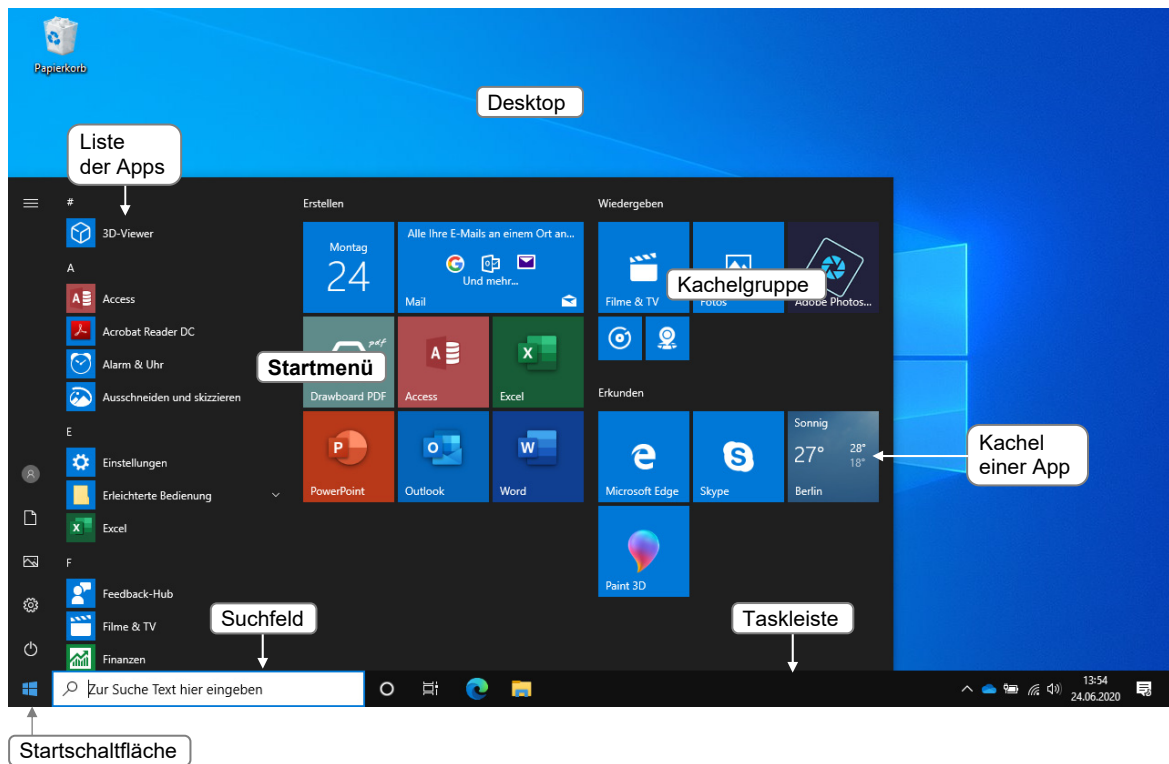 Papierkorb
Desktop
Liste
der Apps
#
3D-Viewer
A
Access
Acrobat Reader DC
Alarm & Uhr
Ausschneiden und skizzieren
E
Einstellungen
Erleichterte Bedienung
Excel
F
Feedback-Hub
Filme & TV
Finanzen
Erstellen
Montag
24
Alle Ihre E-Mails an einem Ort an...
Und mehr...
Mail
Startmenü
pdf
Drawboard PDF
Access
Excel
PowerPoint
Outlook
Word
Wiedergeben
Kachelgruppe
Filme & TV
Fotos
Adobe Photos...
Erkunden
Microsoft Edge
Skype
Sonnig
27°
28°
18°
Berlin
Kachel
einer App
Paint 3D
Suchfeld
Taskleiste
Zur Suche Text hier eingeben
13:54
24.06.2020
Startschaltfläche